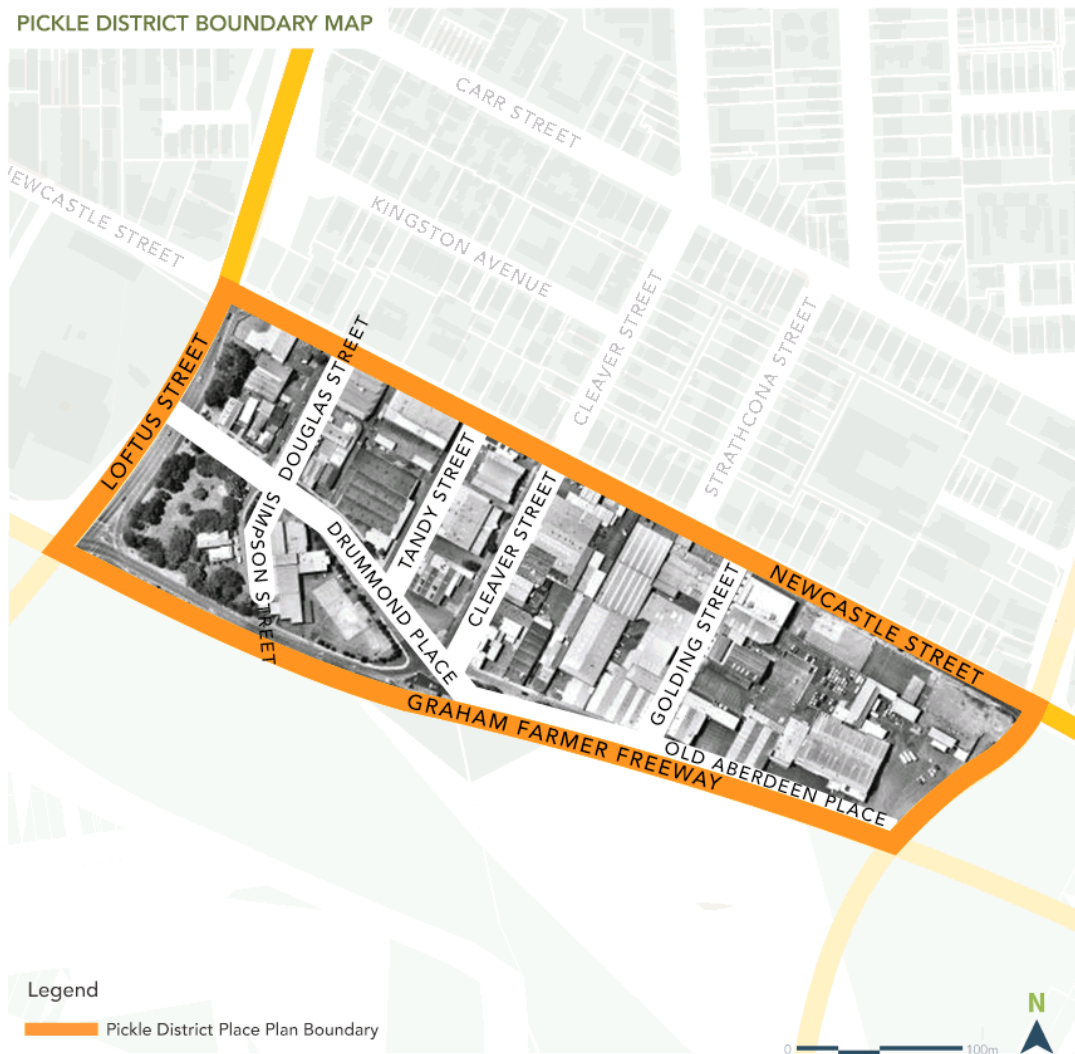 PICKLE DISTRICT BOUNDARY MAP
CARR STREET
NEWCASTLE STREET
KINGSTON AVENUE
CLEAVER STREET
STRATHCONA STREET
LOFTUS STREET
DOUGLAS STREET
SIMPSON STREET
DRUMMOND PLACE
TANDY STREET
CLEAVER STREET
GOLDING STREET
NEWCASTLE STREET
GRAHAM FARMER FREEWAY
OLD ABERDEEN PLACE
Legend
Pickle District Place Plan Boundary
N
0 100m